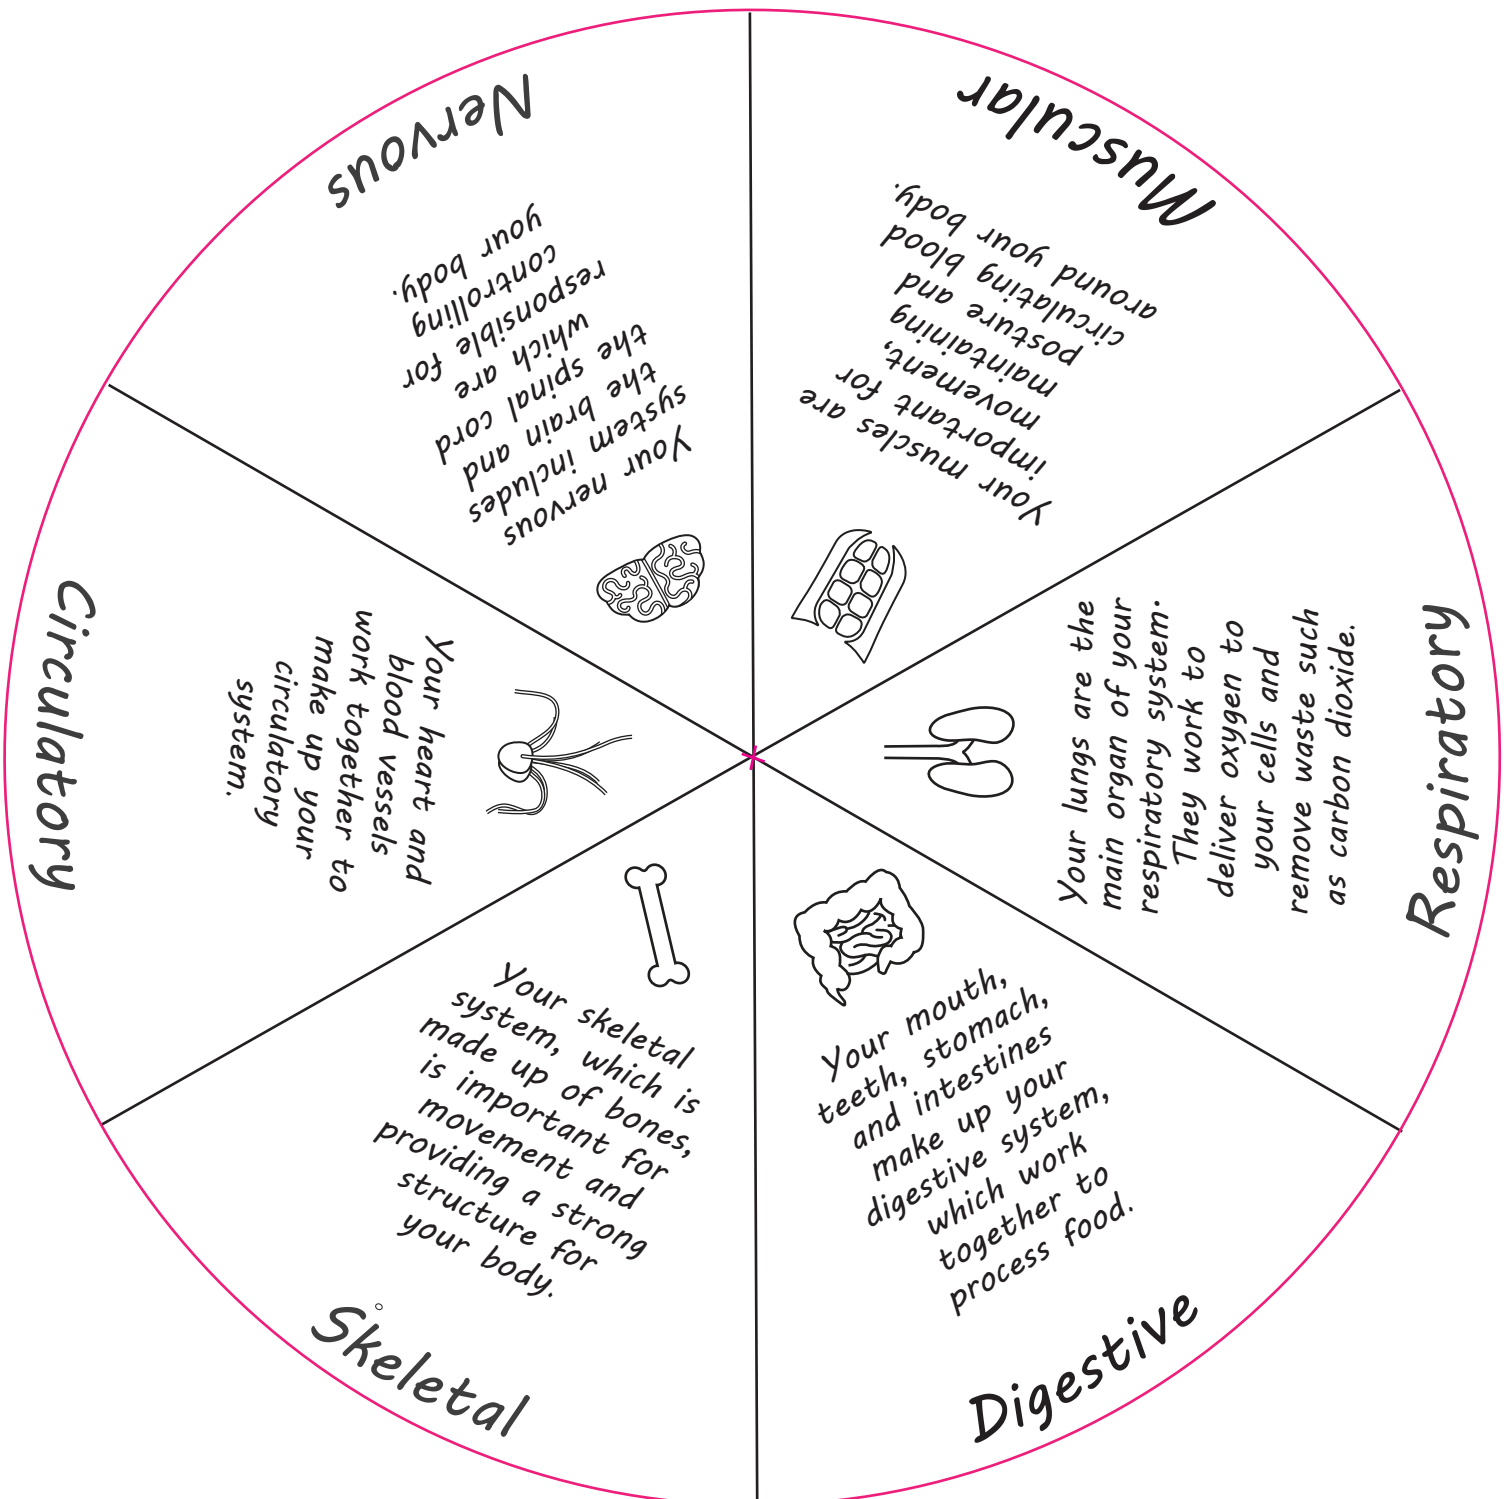 Nervous
Your nervous
system includes
the brain and
the spinal cord
which are
responsible for
controlling
your body.
Muscular
Your muscles are
important for
movement,
maintaining
posture and
circulating blood
around your body.
Respiratory
Your lungs are the
main organ of your
respiratory system.
They work to
deliver oxygen to
your cells and
remove waste such
as carbon dioxide.
Digestive
Your mouth,
teeth, stomach,
and intestines
make up your
digestive system,
which work
together to
process food.
Skeletal
Your skeletal
system, which is
made up of bones,
is important for
movement and
providing a strong
structure for
your body.
Circulatory
Your heart and
blood vessels
work together to
make up your
circulatory
system.